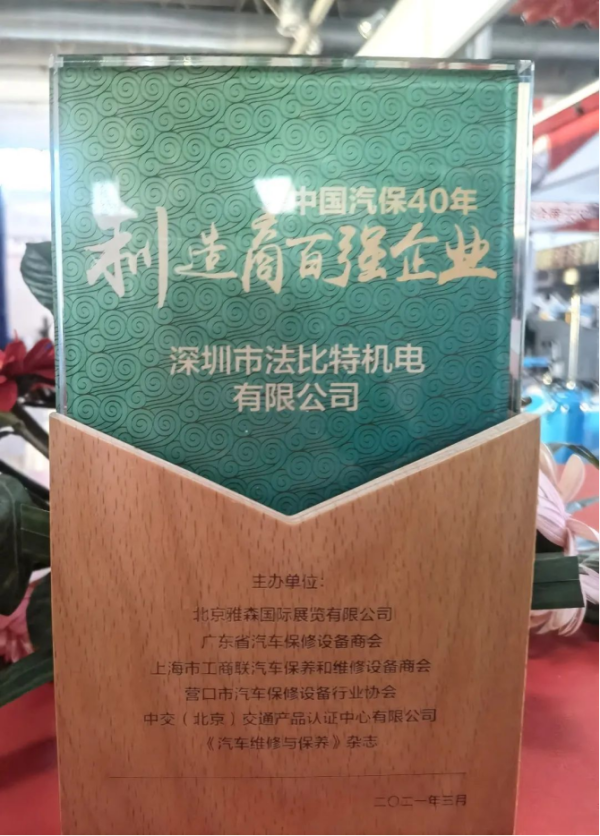 中国汽保40年
制造商百强企业
深圳市法比特机电
有限公司
主办单位：
北京雅森国际展览有限公司
广东省汽车保修设备商会
上海市工商联汽车保养和维修设备商会
营口市汽车保修设备行业协会
中交（北京）交通产品认证中心有限公司
《汽车维修与保养》杂志
二〇二一年三月